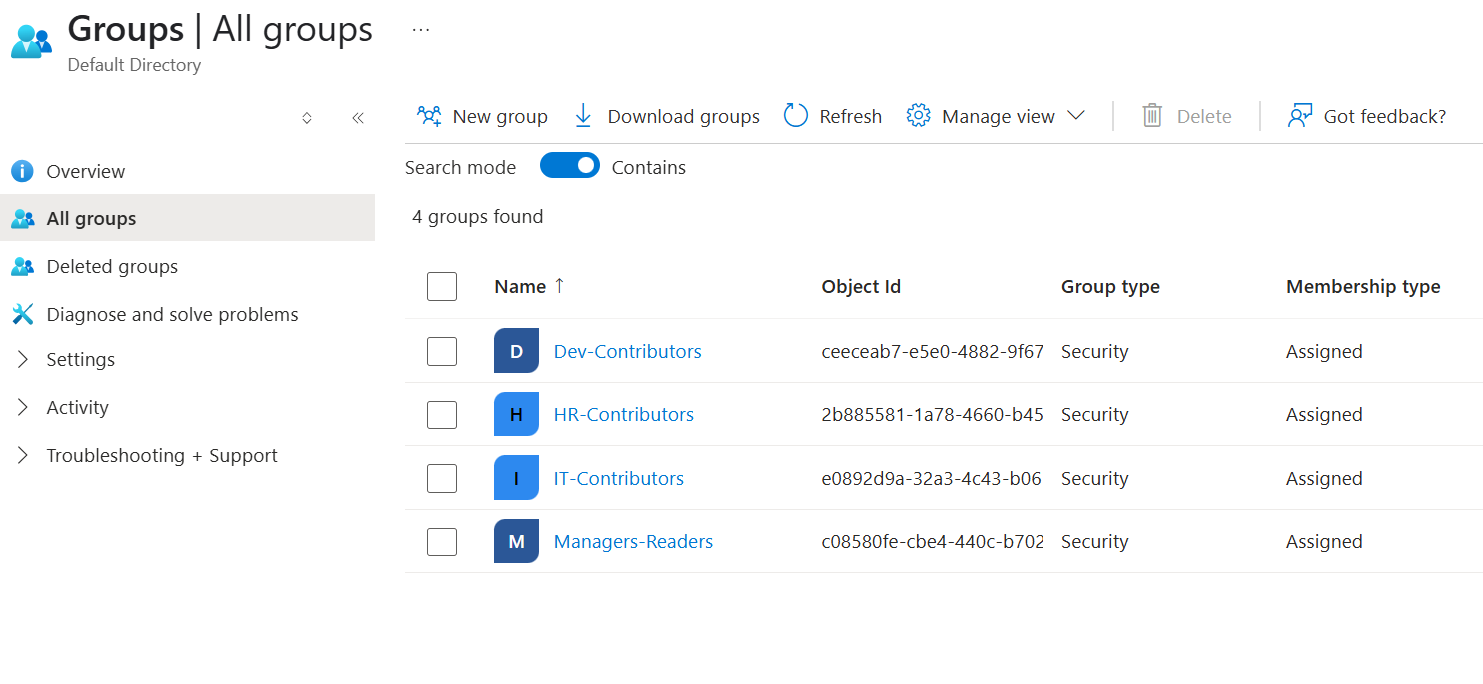 Groups | All groups ...
Default Directory
New group Download groups Refresh Manage view Delete Got feedback?
Search mode Contains
4 groups found
Overview
All groups
Deleted groups
Diagnose and solve problems
Settings
Activity
Troubleshooting + Support
Name ↑ Object Id Group type Membership type
D Dev-Contributors ceeceab7-e5e0-4882-9f67 Security Assigned
H HR-Contributors 2b885581-1a78-4660-b45 Security Assigned
I IT-Contributors e0892d9a-32a3-4c43-b06 Security Assigned
M Managers-Readers c08580fe-cbe4-440c-b702 Security Assigned